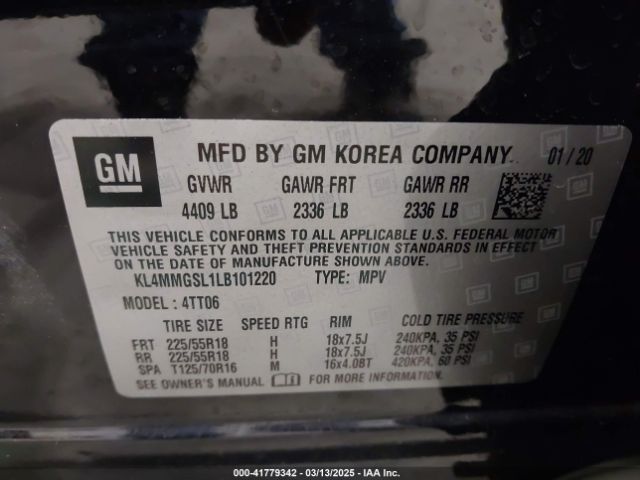 GM MFD BY GM KOREA COMPANY 01/20
GVWR GAWR FRT GAWR RR
4409 LB 2336 LB 2336 LB
THIS VEHICLE CONFORMS TO ALL APPLICABLE U.S. FEDERAL MOTOR
VEHICLE SAFETY AND THEFT PREVENTION STANDARDS IN EFFECT
ON THE DATE OF MANUFACTURE SHOWN ABOVE.
KL4MMGSL1LB101220 TYPE: MPV
MODEL: 4TT06
TIRE SIZE SPEED RTG RIM COLD TIRE PRESSURE
FRT 225/55R18 H 18x7.5J 240KPA, 35 PSI
RR 225/55R18 H 18x7.5J 240KPA, 35 PSI
SPA T125/70R16 M 16x4.0BT 420KPA, 60 PSI
SEE OWNER'S MANUAL FOR MORE INFORMATION
000-41779342 - 03/13/2025 - IAAI.COM